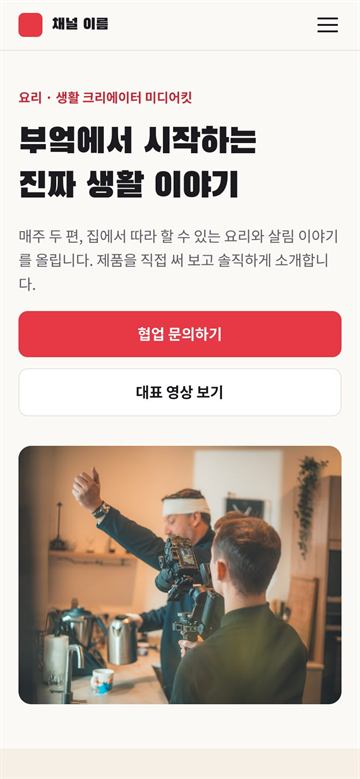 채널 이름
요리 · 생활 크리에이터 미디어킷
부엌에서 시작하는
진짜 생활 이야기
매주 두 편, 집에서 따라 할 수 있는 요리와 살림 이야기
를 올립니다. 제품을 직접 써 보고 솔직하게 소개합니
다.
협업 문의하기
대표 영상 보기